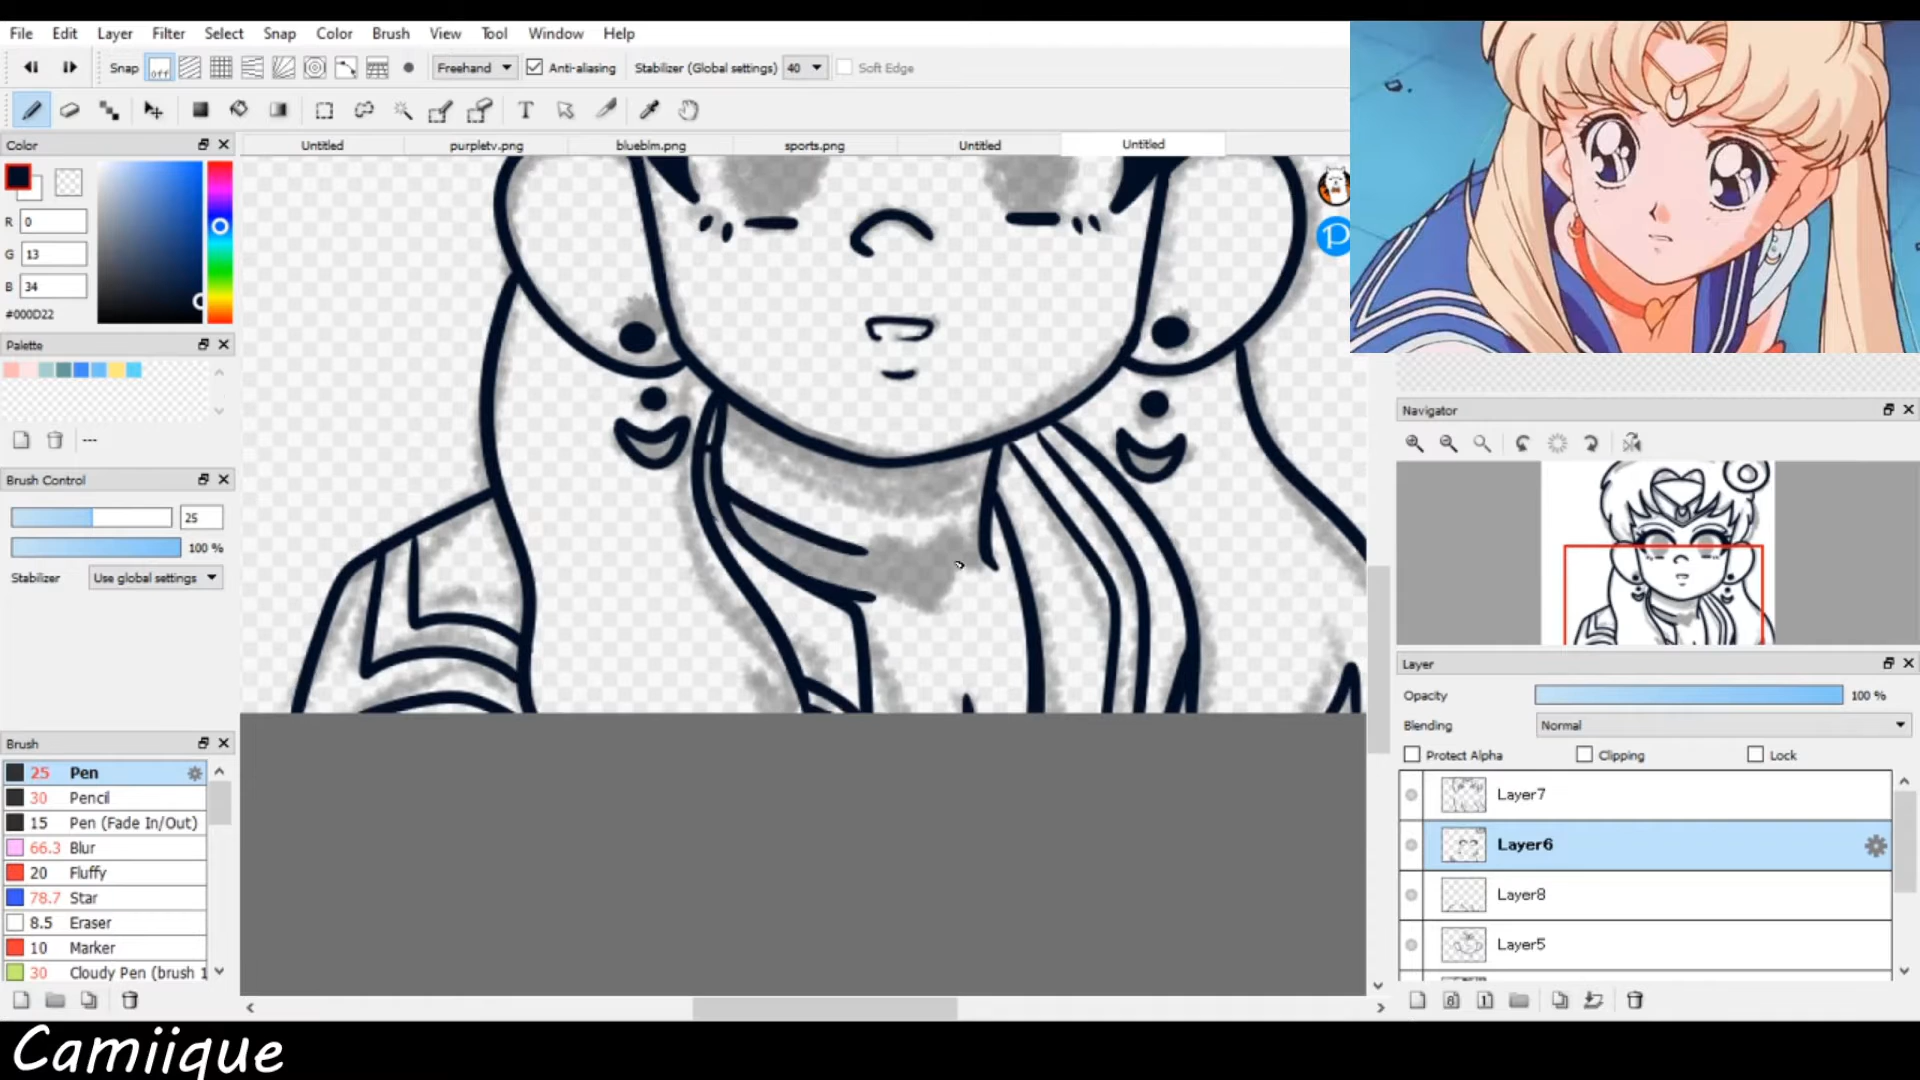 File Edit Layer Filter Select Snap Color Brush View Tool Window Help
Snap off Freehand Anti-aliasing Stabilizer (Global settings) 40 Soft Edge
T
Color
Untitled purpletv.png blueblm.png sports.png Untitled Untitled
R 0
G 13
B 34
#000D22
Palette
---
Brush Control
25
100 %
Stabilizer Use global settings
Brush
25 Pen
30 Pencil
15 Pen (Fade In/Out)
66.3 Blur
20 Fluffy
78.7 Star
8.5 Eraser
10 Marker
30 Cloudy Pen (brush 1
P
Navigator
Layer
Opacity 100 %
Blending Normal
Protect Alpha Clipping Lock
Layer7
Layer6
Layer8
Layer5
8 1
Camiique